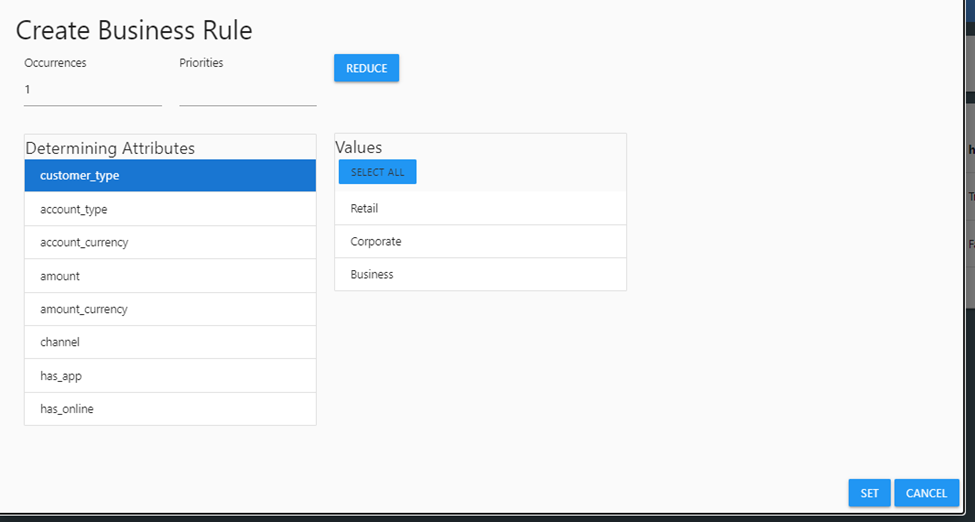 Create Business Rule
Occurrences
Priorities
REDUCE
1
Determining Attributes
customer_type
account_type
account_currency
amount
amount_currency
channel
has_app
has_online
Values
SELECT ALL
Retail
Corporate
Business
SET
CANCEL